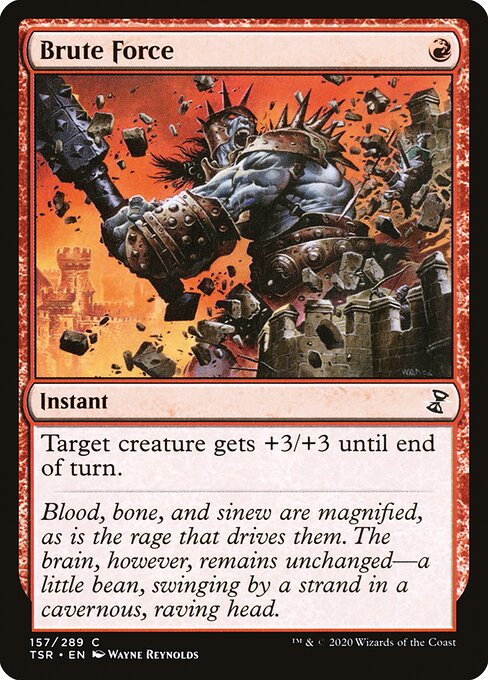 Brute Force
Instant
Target creature gets +3/+3 until end
of turn.
Blood, bone, and sinew are magnified,
as is the rage that drives them. The
brain, however, remains unchanged—a
little bean, swinging by a strand in a
cavernous, raving head.
157/289 C
TSR • EN Wayne Reynolds
™ & © 2020 Wizards of the Coast